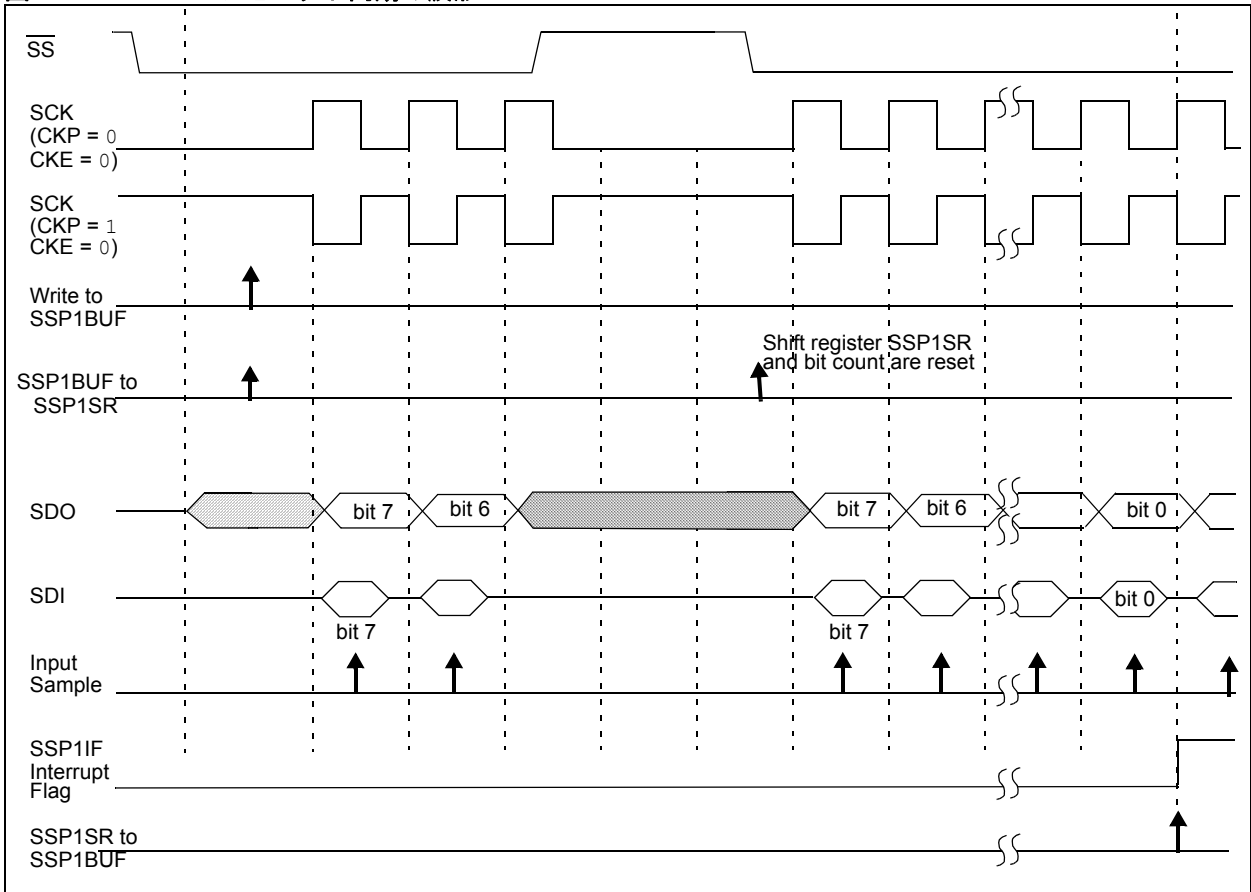 SS
SCK
(CKP = 0
CKE = 0)
SCK
(CKP = 1
CKE = 0)
Write to
SSP1BUF
Shift register SSP1SR
and bit count are reset
SSP1BUF to
SSP1SR
SDO
bit 7
bit 6
bit 7
bit 6
bit 0
SDI
bit 0
bit 7
bit 7
Input
Sample
SSP1IF
Interrupt
Flag
SSP1SR to
SSP1BUF